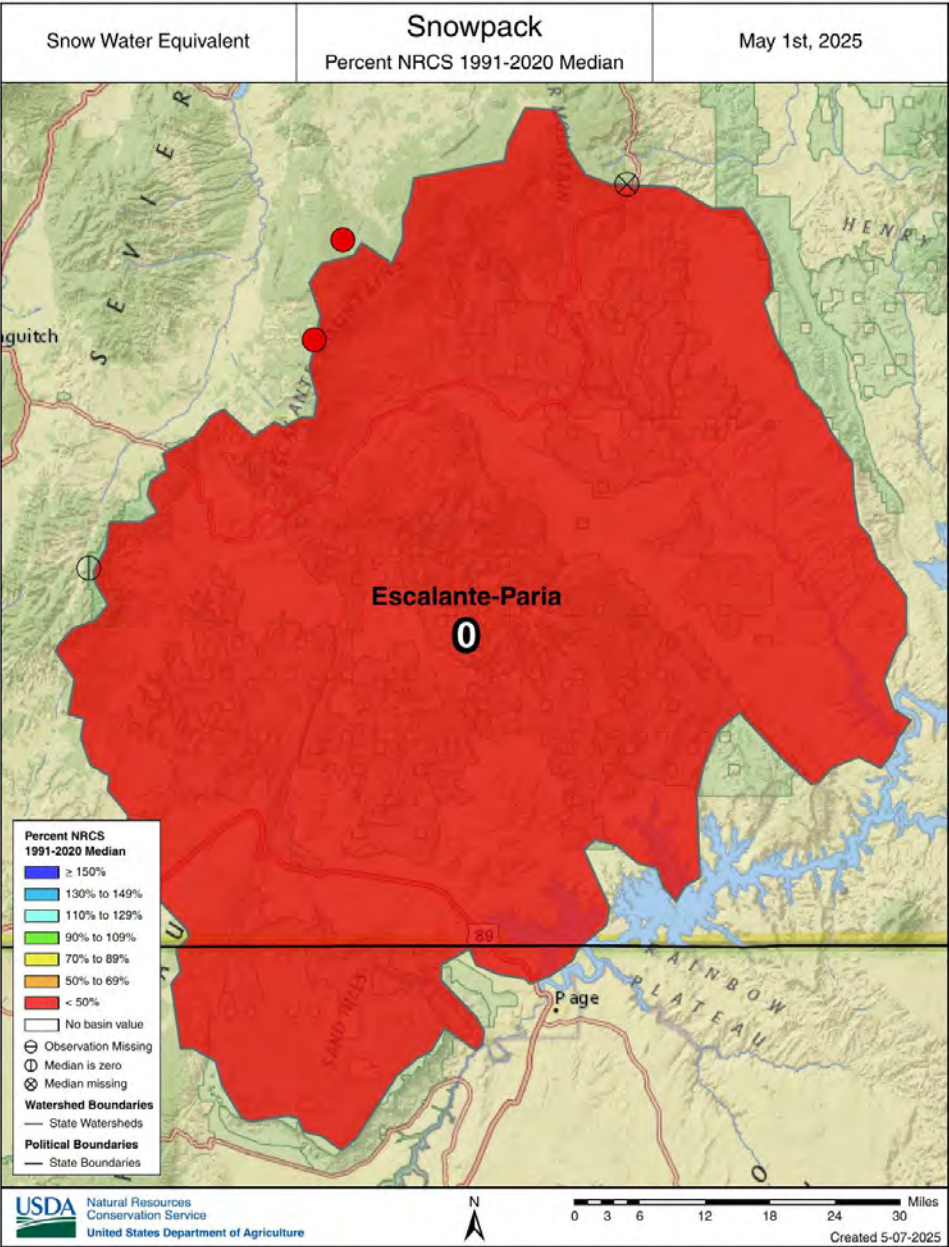 Snow Water Equivalent
Snowpack
Percent NRCS 1991-2020 Median
May 1st, 2025
SEVIER
HENRY
guitch
Escalante-Paria
0
89
Page
RAINBOW
PLATEAU
SAND HILLS
Percent NRCS
1991-2020 Median
≥ 150%
130% to 149%
110% to 129%
90% to 109%
70% to 89%
50% to 69%
< 50%
No basin value
Observation Missing
Median is zero
Median missing
Watershed Boundaries
State Watersheds
Political Boundaries
State Boundaries
USDA
Natural Resources
Conservation Service
United States Department of Agriculture
N
Miles
0 3 6 12 18 24 30
Created 5-07-2025